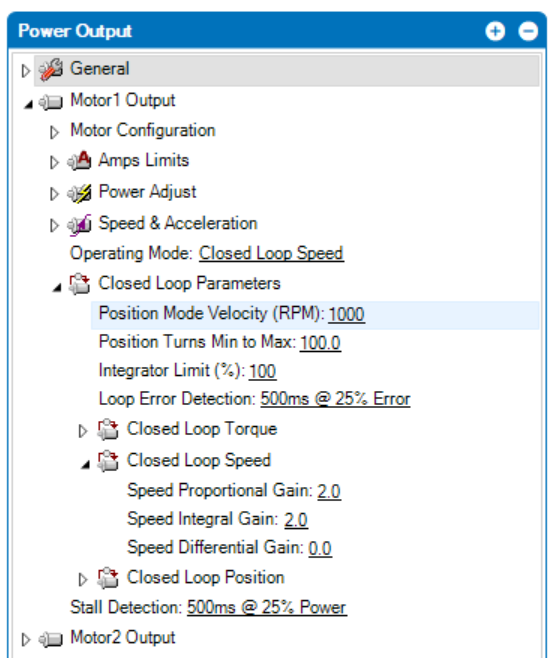 Power Output
General
Motor1 Output
Motor Configuration
Amps Limits
Power Adjust
Speed & Acceleration
Operating Mode: Closed Loop Speed
Closed Loop Parameters
Position Mode Velocity (RPM): 1000
Position Turns Min to Max: 100.0
Integrator Limit (%): 100
Loop Error Detection: 500ms @ 25% Error
Closed Loop Torque
Closed Loop Speed
Speed Proportional Gain: 2.0
Speed Integral Gain: 2.0
Speed Differential Gain: 0.0
Closed Loop Position
Stall Detection: 500ms @ 25% Power
Motor2 Output